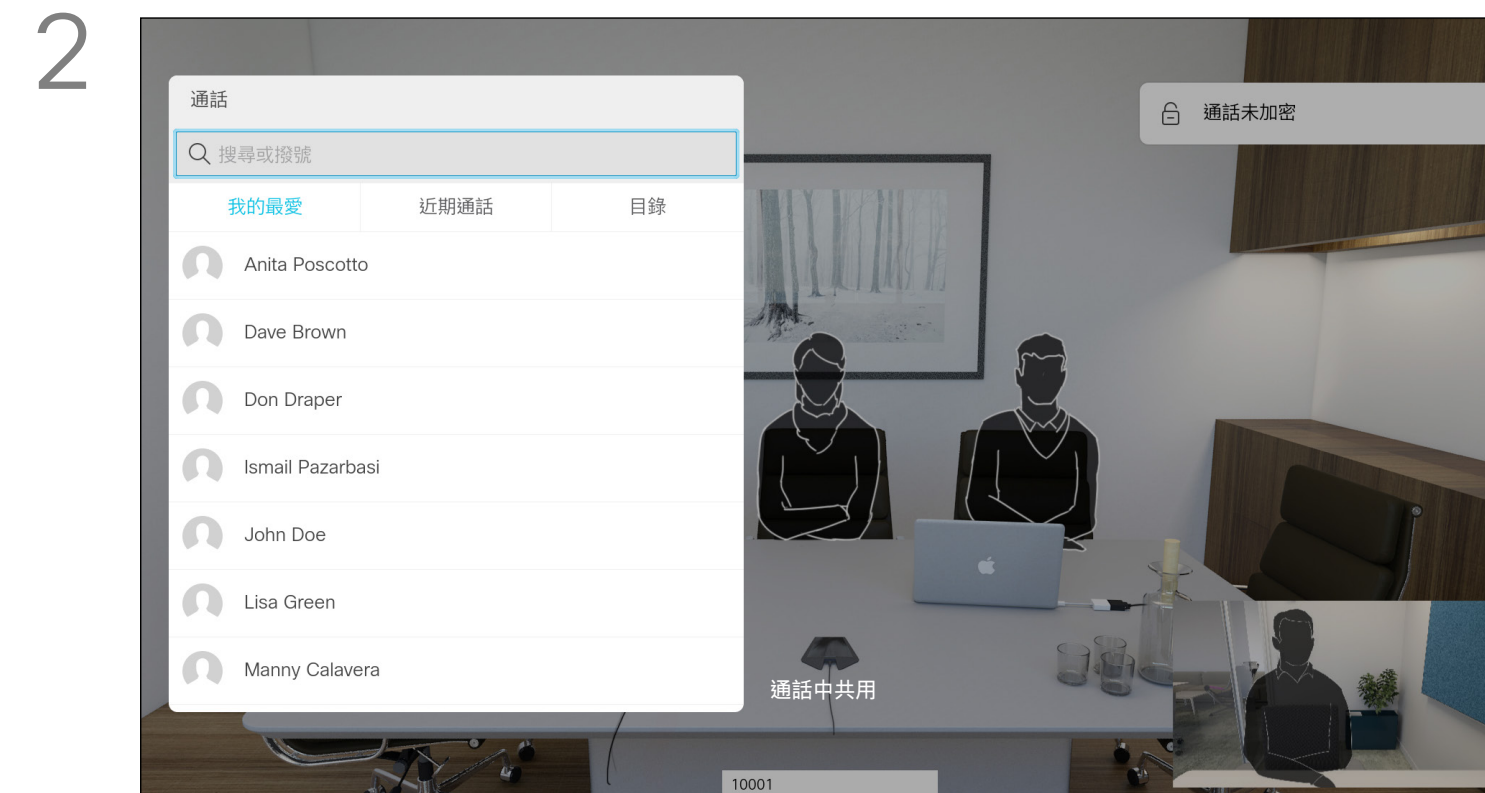 2
通話
通話未加密
搜尋或撥號
我的最愛
近期通話
目錄
Anita Poscotto
Dave Brown
Don Draper
Ismail Pazarbasi
John Doe
Lisa Green
Manny Calavera
通話中共用
10001